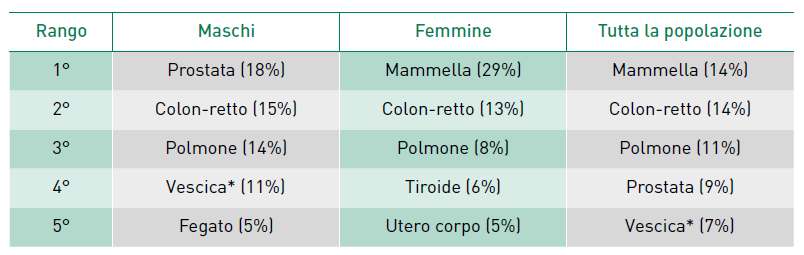 Rango Maschi Femmine Tutta la popolazione
1° Prostata (18%) Mammella (29%) Mammella (14%)
2° Colon-retto (15%) Colon-retto (13%) Colon-retto (14%)
3° Polmone (14%) Polmone (8%) Polmone (11%)
4° Vescica* (11%) Tiroide (6%) Prostata (9%)
5° Fegato (5%) Utero corpo (5%) Vescica* (7%)